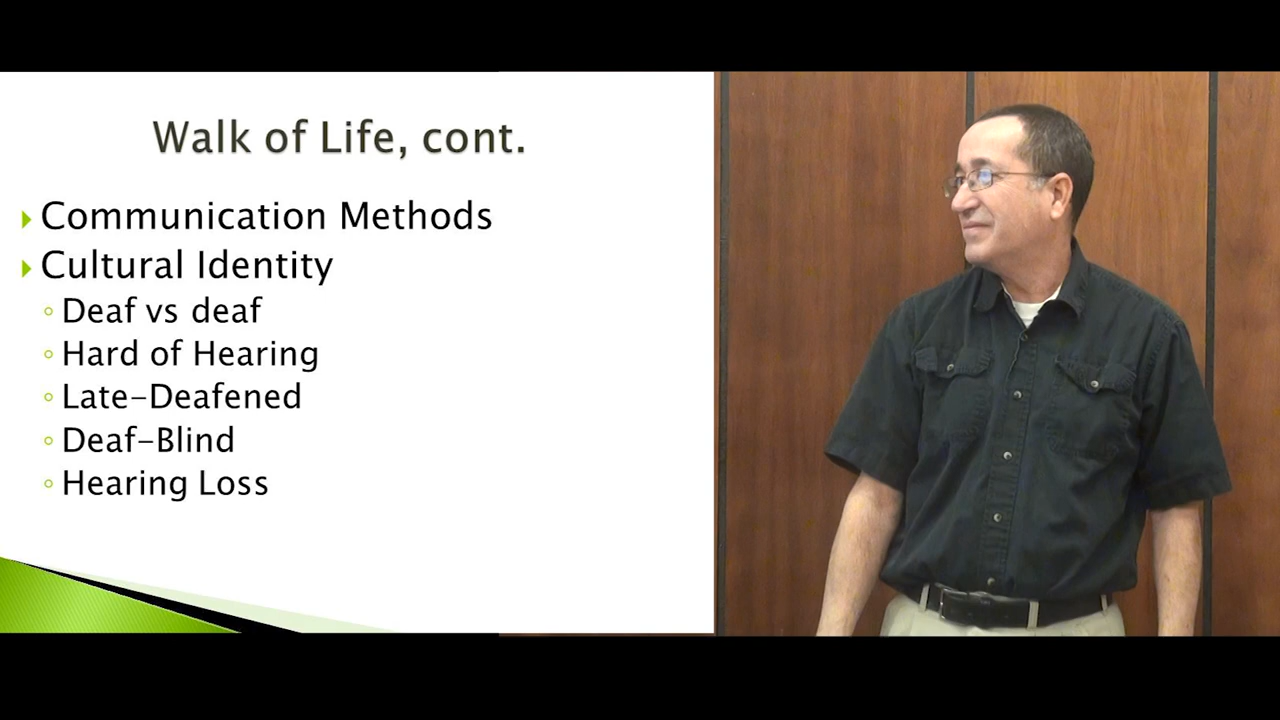 Walk of Life, cont.
Communication Methods
Cultural Identity
Deaf vs deaf
Hard of Hearing
Late-Deafened
Deaf-Blind
Hearing Loss